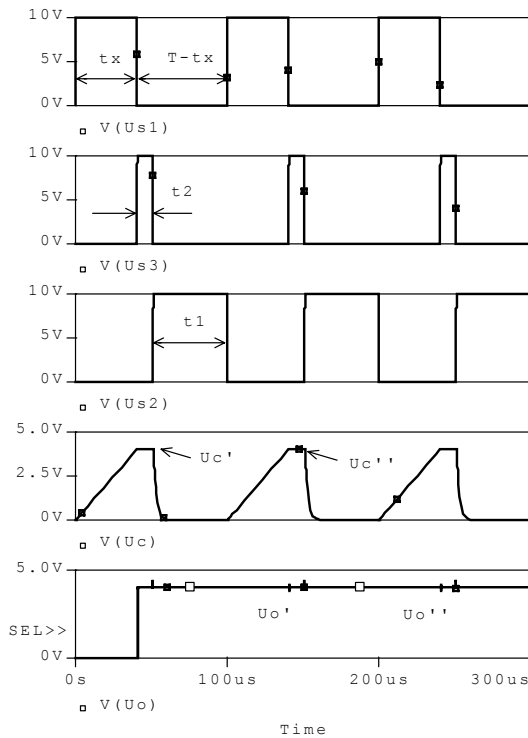 10V
tx
T-tx
5V
0V
V(Us1)
10V
5V
t2
0V
V(Us3)
10V
t1
5V
0V
V(Us2)
5.0V
Uc'
Uc''
2.5V
0V
V(Uc)
5.0V
Uo'
Uo''
SEL>>
0V
0s
100us
200us
300us
V(Uo)
Time